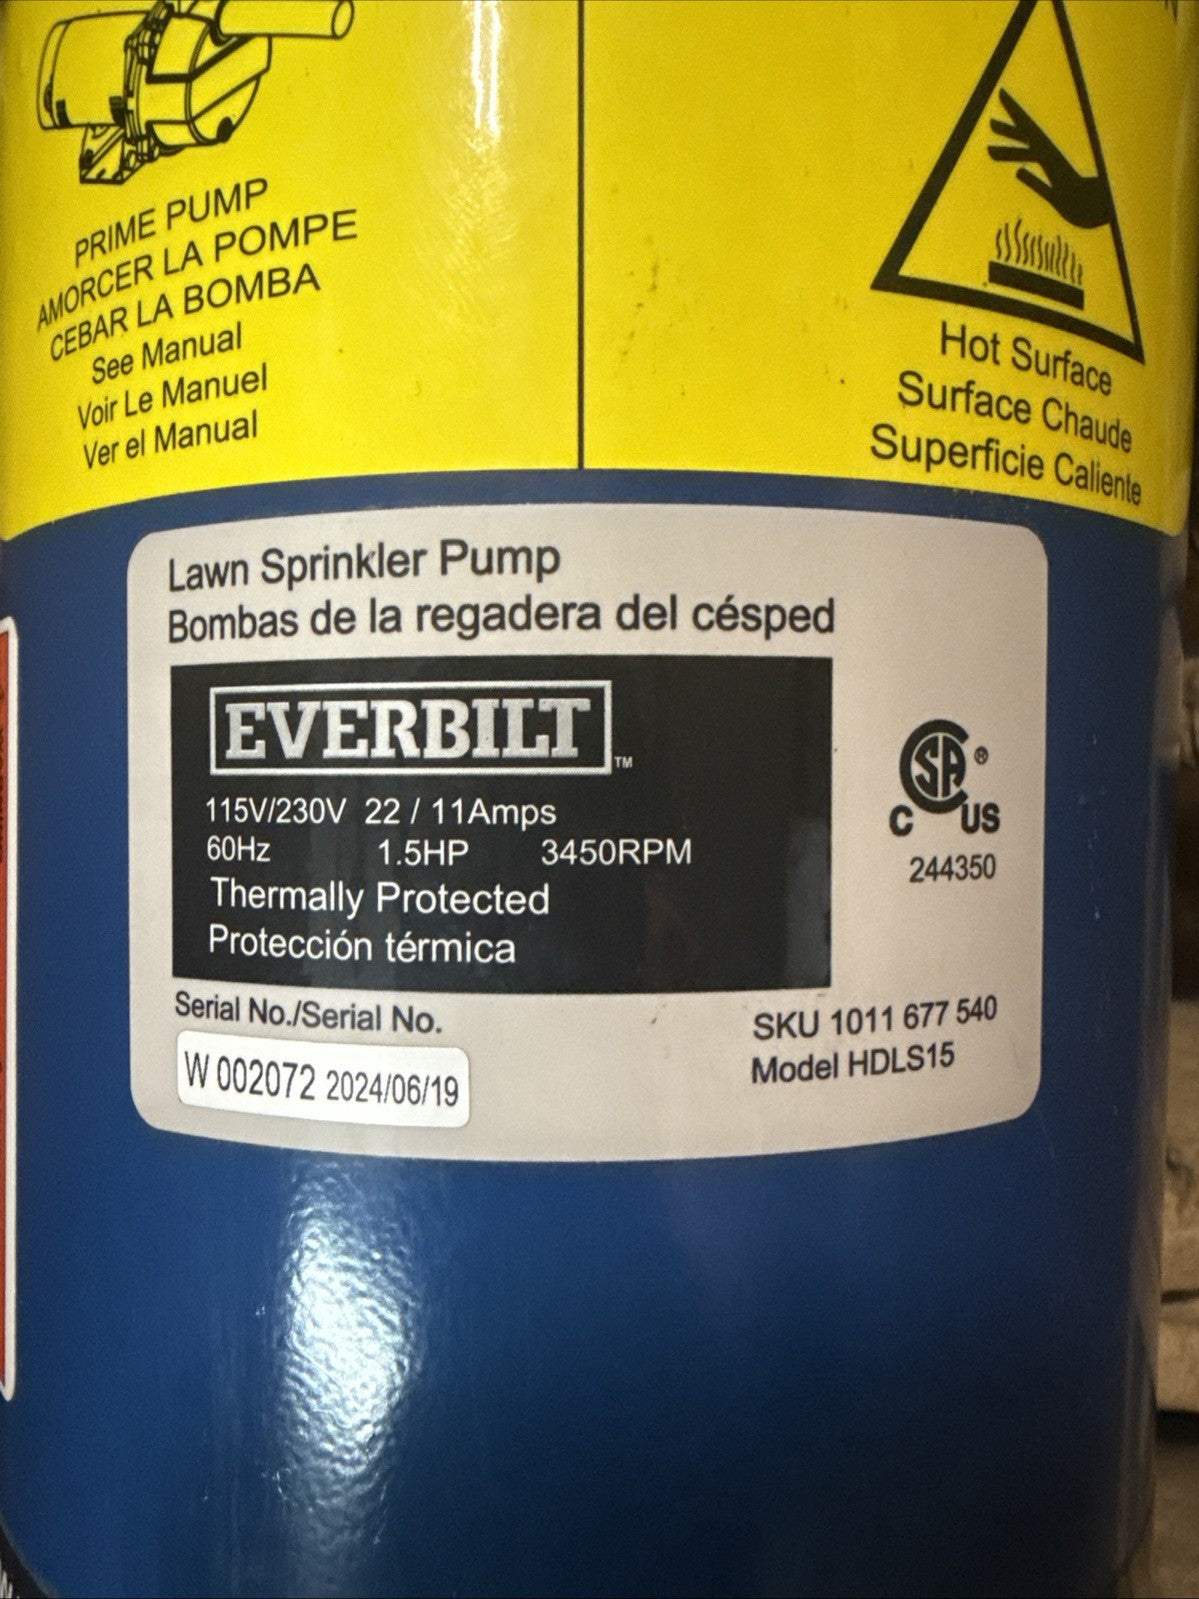 PRIME PUMP
AMORCER LA POMPE
CEBAR LA BOMBA
See Manual
Voir Le Manuel
Ver el Manual
Hot Surface
Surface Chaude
Superficie Caliente
Lawn Sprinkler Pump
Bombas de la regadera del césped
EVERBILT TM
115V/230V 22 / 11Amps
60Hz 1.5HP 3450RPM
Thermally Protected
Protección térmica
CSA ®
C US
244350
Serial No./Serial No.
W 002072 2024/06/19
SKU 1011 677 540
Model HDLS15